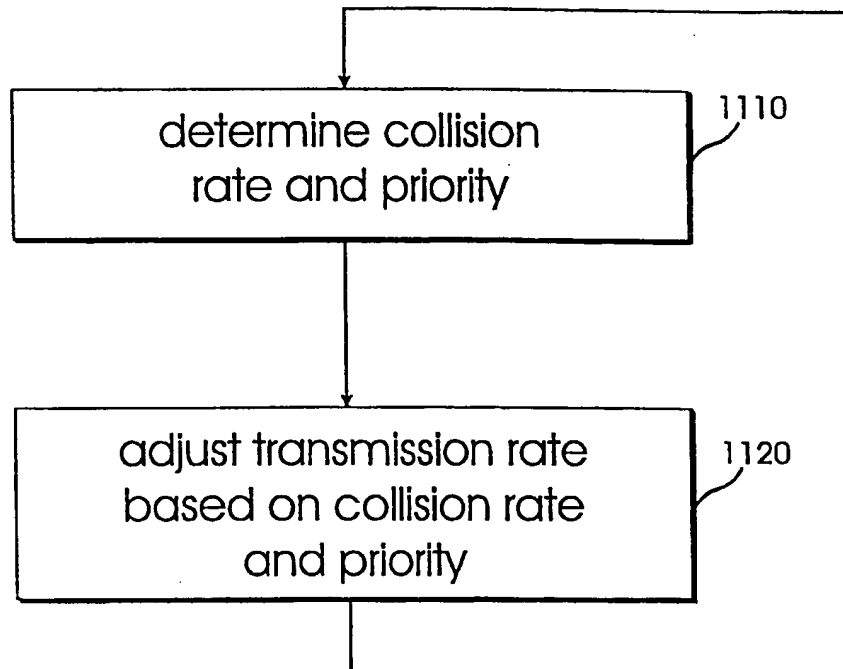 determine collision
rate and priority
1110
adjust transmission rate
based on collision rate
and priority
1120